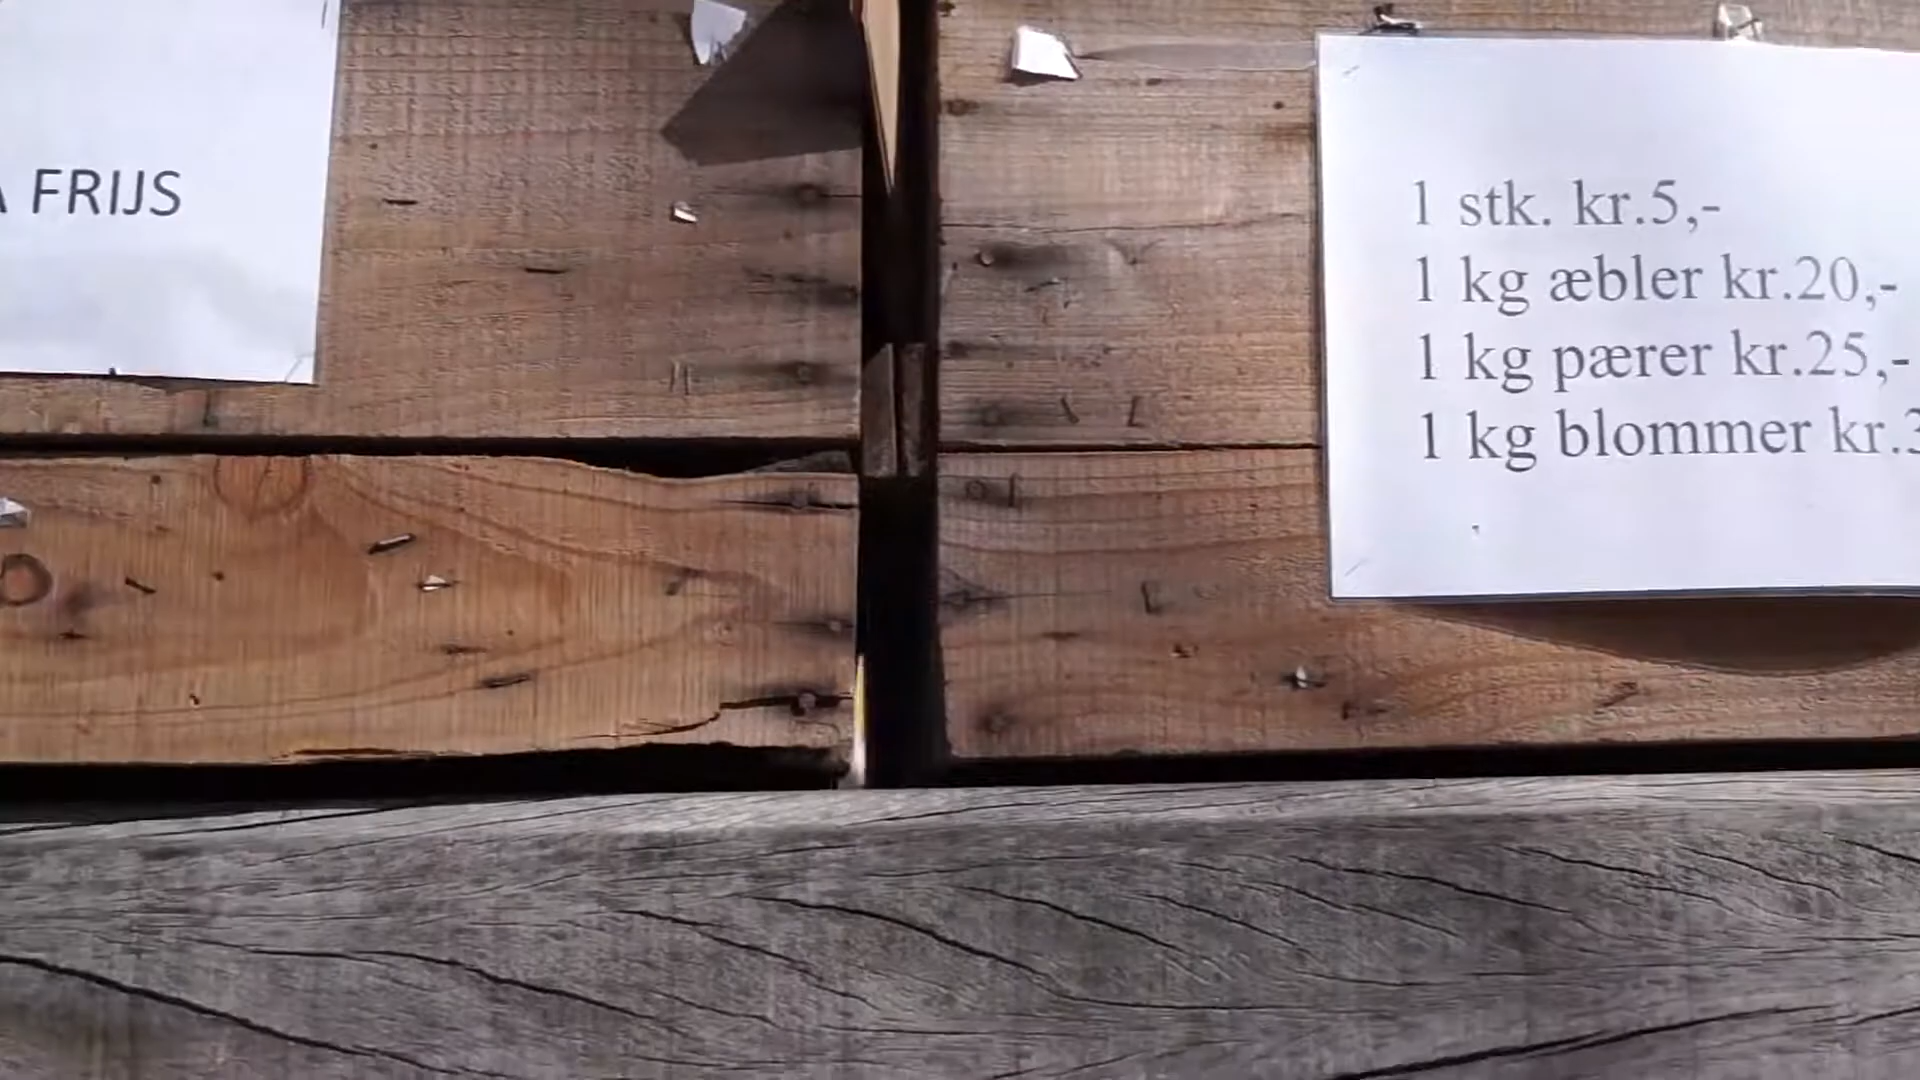 FRIJS
1 stk. kr.5,-
1 kg æbler kr.20,-
1 kg pærer kr.25,-
1 kg blommer